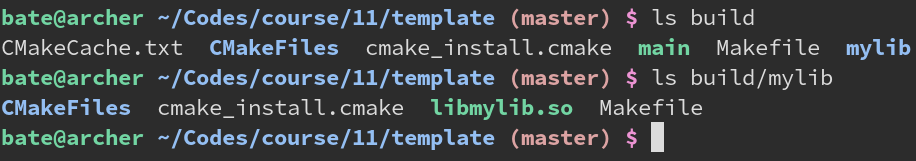 bate@archer ~/Codes/course/11/template (master) $ ls build
CMakeCache.txt  CMakeFiles  cmake_install.cmake  main  Makefile  mylib
bate@archer ~/Codes/course/11/template (master) $ ls build/mylib
CMakeFiles  cmake_install.cmake  libmylib.so  Makefile
bate@archer ~/Codes/course/11/template (master) $